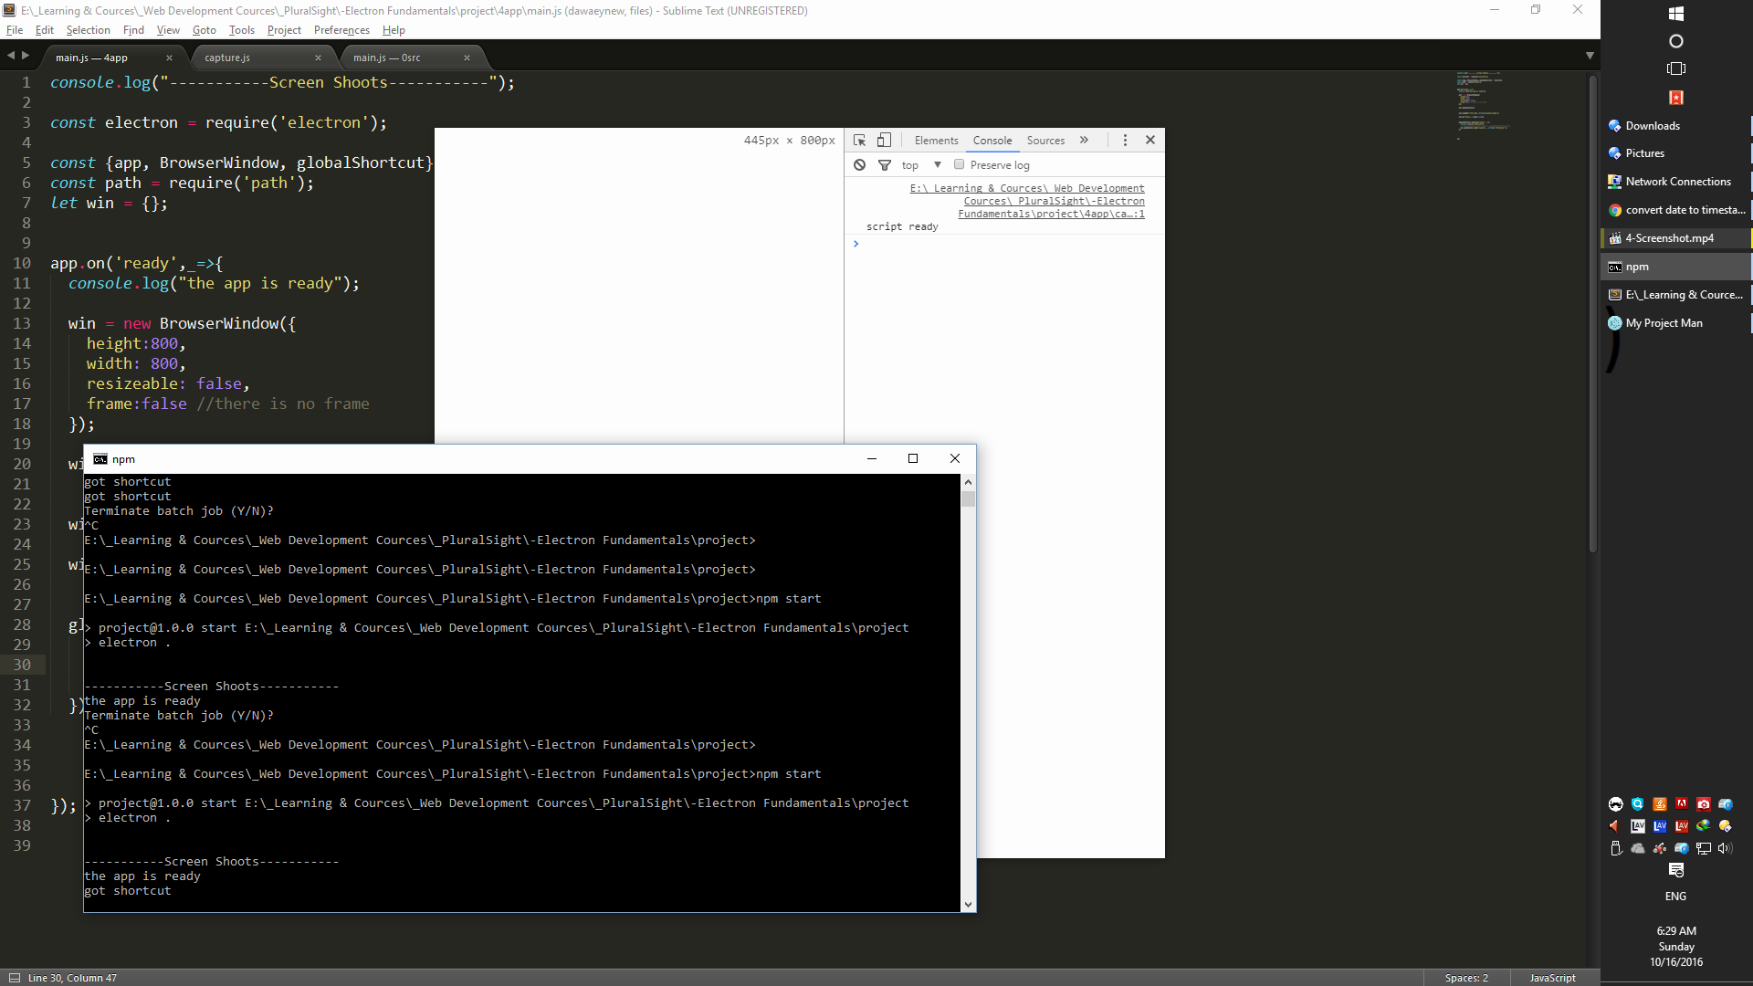 E:\_Learning & Cources\_Web Development Cources\_PluralSight\-Electron Fundamentals\project\4app\main.js (dawaeynew, files) - Sublime Text (UNREGISTERED)
File Edit Selection Find View Goto Tools Project Preferences Help
main.js — 4app × capture.js × main.js — 0src ×
1 console.log("-----------Screen Shoots-----------");
2
3 const electron = require('electron');
4
5 const {app, BrowserWindow, globalShortcut}
6 const path = require('path');
7 let win = {};
8
9
10 app.on('ready',_=>{
11 console.log("the app is ready");
12
13 win = new BrowserWindow({
14 height:800,
15 width: 800,
16 resizeable: false,
17 frame:false //there is no frame
18 });
19
20 wi
21
22
23 wi
24
25 wi
26
27
28 gl
29
30
31
32 })
33
34
35
36
37 });
38
39
445px × 800px
Elements Console Sources »
top ▼ Preserve log
E:\_Learning & Cources\_Web Development
Cources\_PluralSight\-Electron
Fundamentals\project\4app\ca…:1
script ready
>
npm
got shortcut
got shortcut
Terminate batch job (Y/N)?
^C
E:\_Learning & Cources\_Web Development Cources\_PluralSight\-Electron Fundamentals\project>
E:\_Learning & Cources\_Web Development Cources\_PluralSight\-Electron Fundamentals\project>
E:\_Learning & Cources\_Web Development Cources\_PluralSight\-Electron Fundamentals\project>npm start
> project@1.0.0 start E:\_Learning & Cources\_Web Development Cources\_PluralSight\-Electron Fundamentals\project
> electron .
-----------Screen Shoots-----------
the app is ready
Terminate batch job (Y/N)?
^C
E:\_Learning & Cources\_Web Development Cources\_PluralSight\-Electron Fundamentals\project>
E:\_Learning & Cources\_Web Development Cources\_PluralSight\-Electron Fundamentals\project>npm start
> project@1.0.0 start E:\_Learning & Cources\_Web Development Cources\_PluralSight\-Electron Fundamentals\project
> electron .
-----------Screen Shoots-----------
the app is ready
got shortcut
Line 30, Column 47
Spaces: 2
JavaScript
Downloads
Pictures
Network Connections
convert date to timesta...
4-Screenshot.mp4
npm
E:\_Learning & Cource...
My Project Man
LAV LAV LAV
ENG
6:29 AM
Sunday
10/16/2016